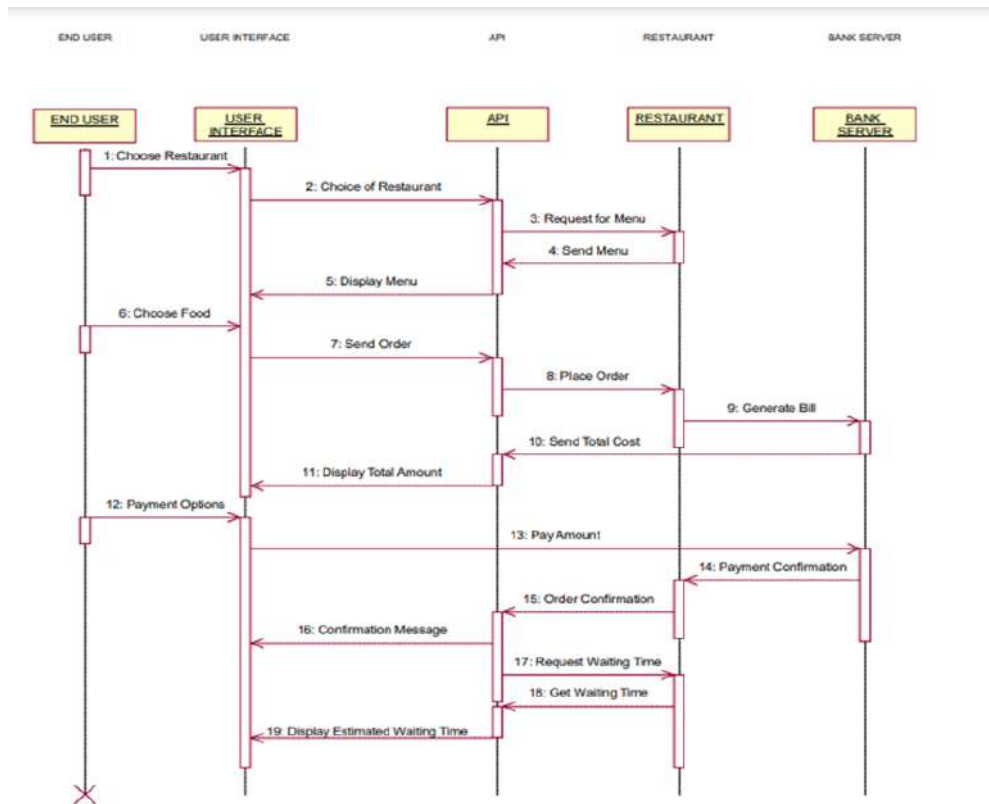 END USER
USER INTERFACE
API
RESTAURANT
BANK SERVER
END USER
USER
INTERFACE
API
RESTAURANT
BANK
SERVER
1: Choose Restaurant
2: Choice of Restaurant
3: Request for Menu
4: Send Menu
5: Display Menu
6: Choose Food
7: Send Order
8: Place Order
9: Generate Bill
10: Send Total Cost
11: Display Total Amount
12: Payment Options
13: Pay Amount
14: Payment Confirmation
15: Order Confirmation
16: Confirmation Message
17: Request Waiting Time
18: Get Waiting Time
19: Display Estimated Waiting Time